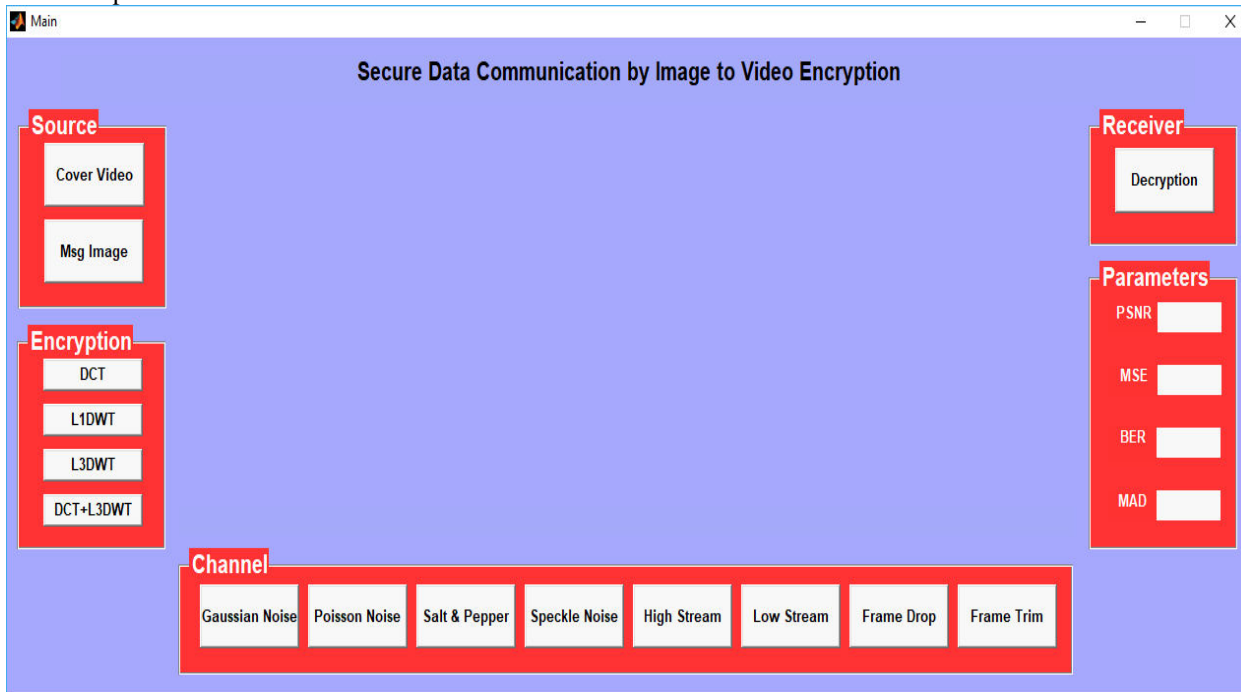 Main
Secure Data Communication by Image to Video Encryption
Source
Cover Video
Msg Image
Encryption
DCT
L1DWT
L3DWT
DCT+L3DWT
Channel
Gaussian Noise
Poisson Noise
Salt & Pepper
Speckle Noise
High Stream
Low Stream
Frame Drop
Frame Trim
Receiver
Decryption
Parameters
PSNR
MSE
BER
MAD